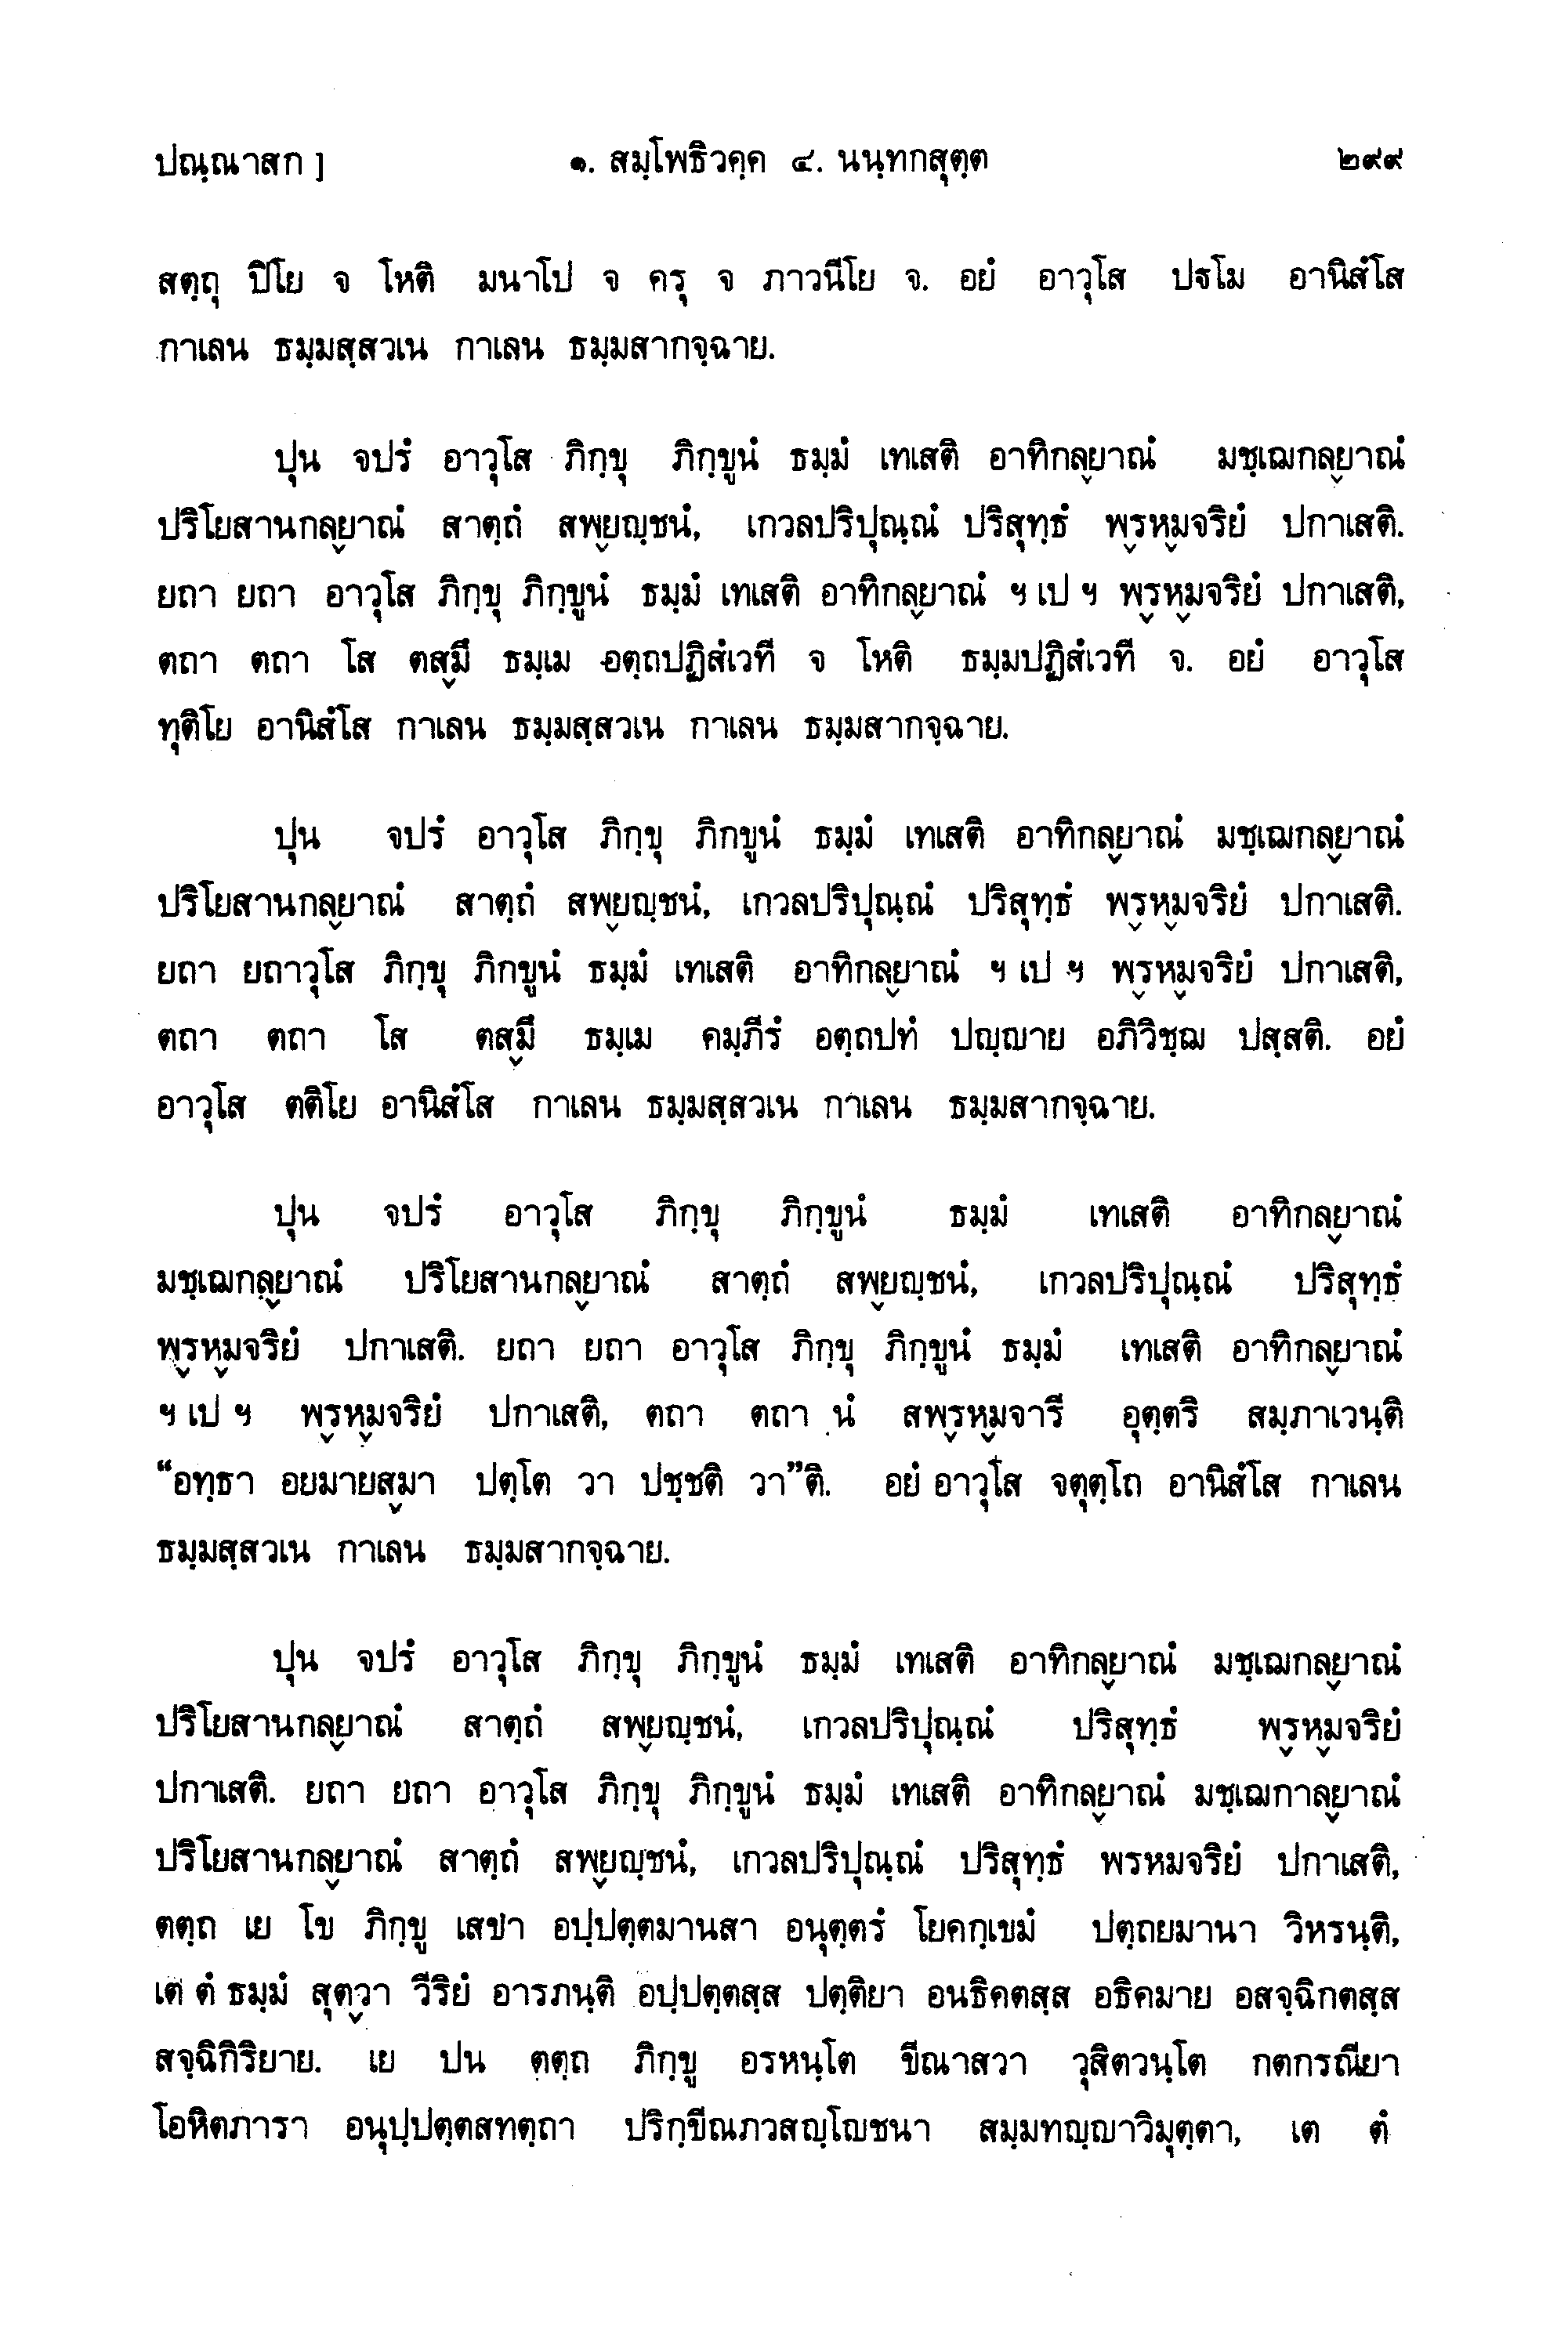 ปณฺณาสก ] ๑. สมฺโพธิวคฺค ๔. นนฺทกสุตฺต ๒๙๙
สตฺถุ ปิโย จ โหติ มนาโป จ ครุ จ ภาวนีโย จ. อยํ อาวุโส ปฐโม อานิสํโส
กาเลน ธมฺมสฺสวเน กาเลน ธมฺมสากจฺฉาย.
ปุน จปรํ อาวุโส ภิกฺขุ ภิกฺขูนํ ธมฺมํ เทเสติ อาทิกลฺยาณํ มชฺเฌกลฺยาณํ
ปริโยสานกลฺยาณํ สาตฺถํ สพฺยญฺชนํ, เกวลปริปุณฺณํ ปริสุทฺธํ พฺรหฺมจริยํ ปกาเสติ.
ยถา ยถา อาวุโส ภิกฺขุ ภิกฺขูนํ ธมฺมํ เทเสติ อาทิกลฺยาณํ ฯ เป ฯ พฺรหฺมจริยํ ปกาเสติ,
ตถา ตถา โส ตสฺมึ ธมฺเม อตฺถปฏิสํเวที จ โหติ ธมฺมปฏิสํเวที จ. อยํ อาวุโส
ทุติโย อานิสํโส กาเลน ธมฺมสฺสวเน กาเลน ธมฺมสากจฺฉาย.
ปุน จปรํ อาวุโส ภิกฺขุ ภิกขูนํ ธมฺมํ เทเสติ อาทิกลฺยาณํ มชฺเฌกลฺยาณํ
ปริโยสานกลฺยาณํ สาตฺถํ สพฺยญฺชนํ, เกวลปริปุณฺณํ ปริสุทฺธํ พฺรหฺมจริยํ ปกาเสติ.
ยถา ยถาวุโส ภิกฺขุ ภิกขูนํ ธมฺมํ เทเสติ อาทิกลฺยาณํ ฯ เป ฯ พฺรหฺมจริยํ ปกาเสติ,
ตถา ตถา โส ตสฺมึ ธมฺเม คมฺภีรํ อตฺถปทํ ปญฺญาย อภิวิชฺฌ ปสฺสติ. อยํ
อาวุโส ตติโย อานิสํโส กาเลน ธมฺมสฺสวเน กาเลน ธมฺมสากจฺฉาย.
ปุน จปรํ อาวุโส ภิกฺขุ ภิกฺขูนํ ธมฺมํ เทเสติ อาทิกลฺยาณํ
มชฺเฌกลฺยาณํ ปริโยสานกลฺยาณํ สาตฺถํ สพฺยญฺชนํ, เกวลปริปุณฺณํ ปริสุทฺธํ
พฺรหฺมจริยํ ปกาเสติ. ยถา ยถา อาวุโส ภิกฺขุ ภิกฺขูนํ ธมฺมํ เทเสติ อาทิกลฺยาณํ
ฯ เป ฯ พฺรหฺมจริยํ ปกาเสติ, ตถา ตถา นํ สพฺรหฺมจารี อุตฺตริ สมฺภาเวนฺติ
“อทฺธา อยมายสฺมา ปตฺโต วา ปชฺชติ วา”ติ. อยํ อาวุโส จตุตฺโถ อานิสํโส กาเลน
ธมฺมสฺสวเน กาเลน ธมฺมสากจฺฉาย.
ปุน จปรํ อาวุโส ภิกฺขุ ภิกฺขูนํ ธมฺมํ เทเสติ อาทิกลฺยาณํ มชฺเฌกลฺยาณํ
ปริโยสานกลฺยาณํ สาตฺถํ สพฺยญฺชนํ, เกวลปริปุณฺณํ ปริสุทฺธํ พฺรหฺมจริยํ
ปกาเสติ. ยถา ยถา อาวุโส ภิกฺขุ ภิกฺขูนํ ธมฺมํ เทเสติ อาทิกลฺยาณํ มชฺเฌกาลฺยาณํ
ปริโยสานกลฺยาณํ สาตฺถํ สพฺยญฺชนํ, เกวลปริปุณฺณํ ปริสุทฺธํ พรหมจริยํ ปกาเสติ,
ตตฺถ เย โข ภิกฺขู เสขา อปฺปตฺตมานสา อนุตฺตรํ โยคกฺเขมํ ปตฺถยมานา วิหรนฺติ,
เต ตํ ธมฺมํ สุตฺวา วีริยํ อารภนฺติ อปฺปตฺตสฺส ปตฺติยา อนธิคตสฺส อธิคมาย อสจฺฉิกตสฺส
สจฺฉิกิริยาย. เย ปน ตตฺถ ภิกฺขู อรหนฺโต ขีณาสวา วุสิตวนฺโต กตกรณียา
โอหิตภารา อนุปฺปตฺตสทตฺถา ปริกฺขีณภวสญฺโญชนา สมฺมทญฺญาวิมุตฺตา, เต ตํ